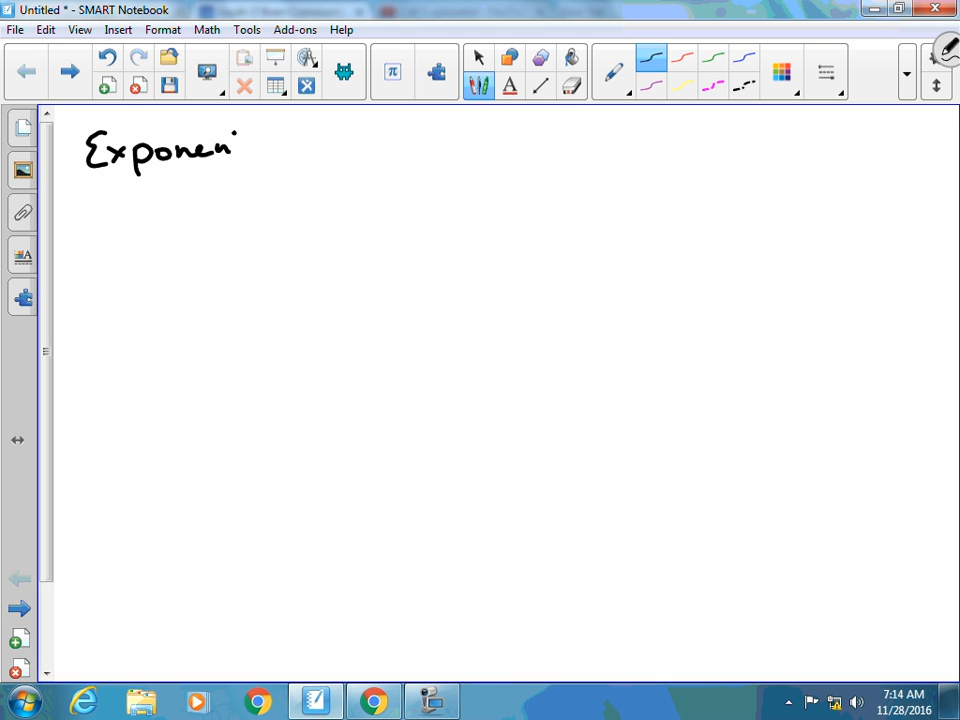 Untitled * - SMART Notebook
File Edit View Insert Format Math Tools Add-ons Help
Exponen
7:14 AM
11/28/2016